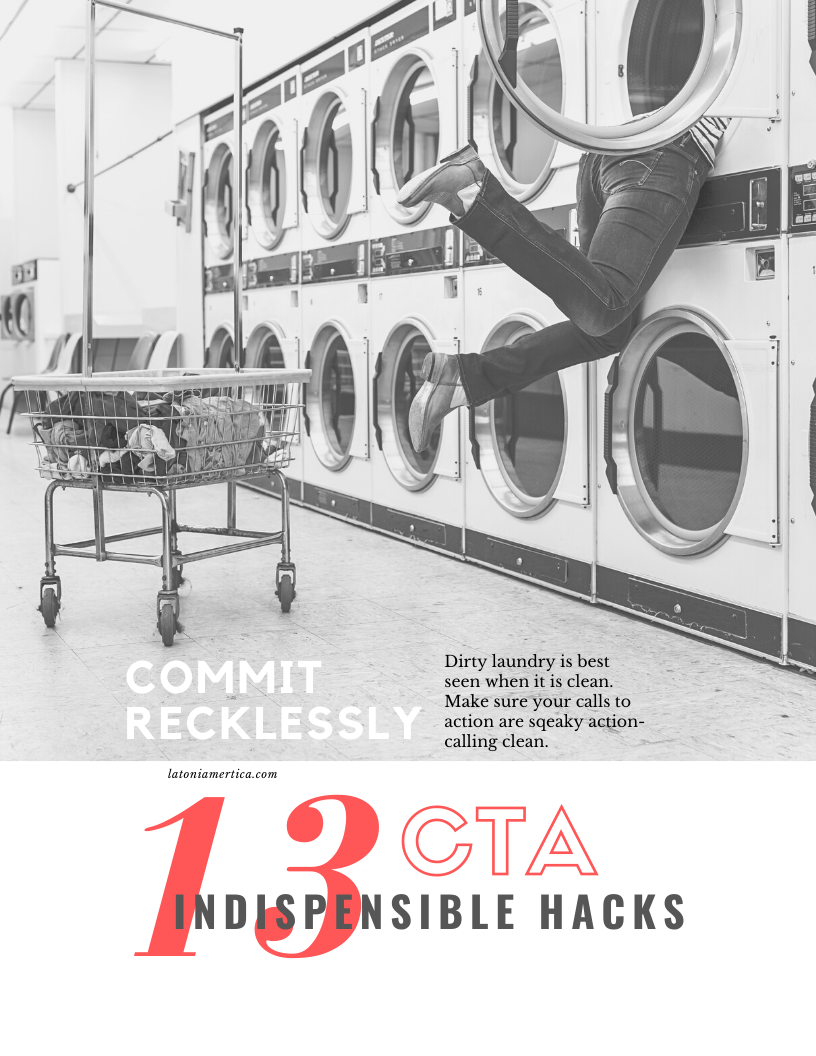 COMMIT
RECKLESSLY
Dirty laundry is best
seen when it is clean.
Make sure your calls to
action are sqeaky action-
calling clean.
latoniamertica.com
13 CTA
INDISPENSIBLE HACKS